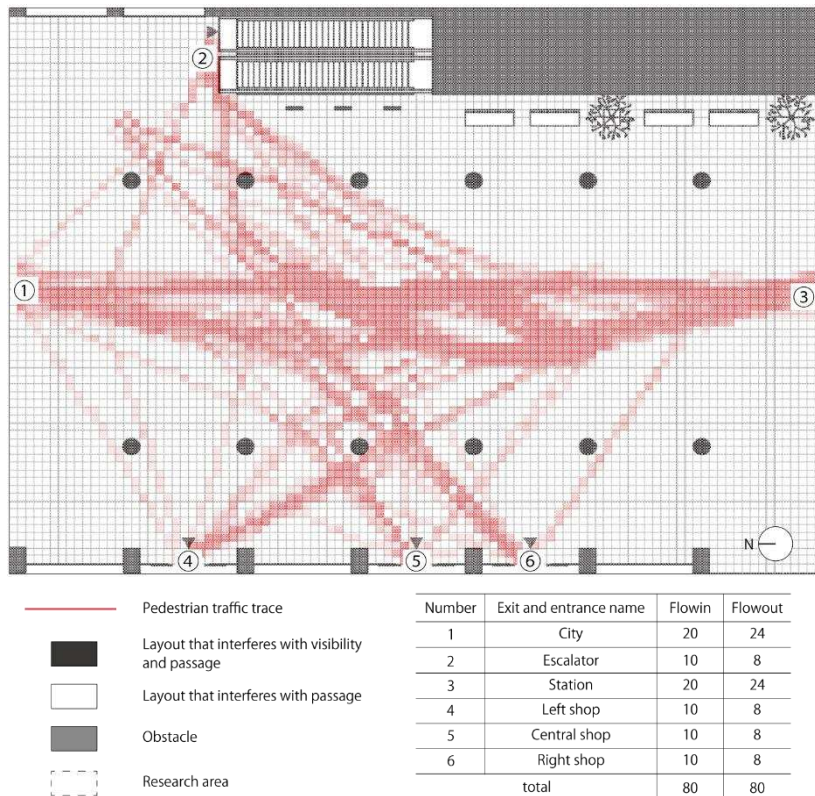 2
1
3
4
5
6
N
Pedestrian traffic trace
Layout that interferes with visibility
and passage
Layout that interferes with passage
Obstacle
Research area
Number Exit and entrance name Flowin Flowout
1 City 20 24
2 Escalator 10 8
3 Station 20 24
4 Left shop 10 8
5 Central shop 10 8
6 Right shop 10 8
total 80 80